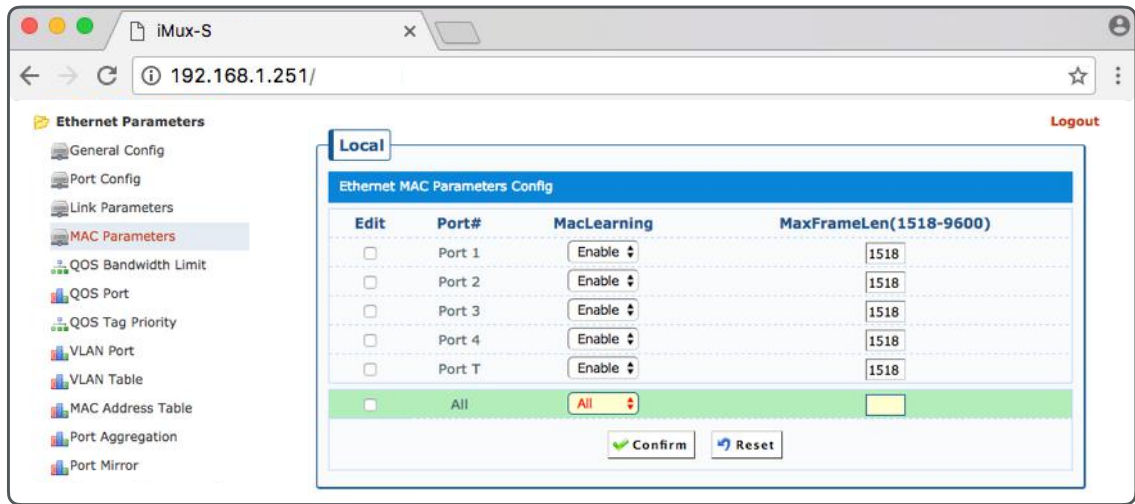 iMux-S
192.168.1.251/
Ethernet Parameters
General Config
Port Config
Link Parameters
MAC Parameters
QOS Bandwidth Limit
QOS Port
QOS Tag Priority
VLAN Port
VLAN Table
MAC Address Table
Port Aggregation
Port Mirror
Logout
Local
Ethernet MAC Parameters Config
Edit Port# MacLearning MaxFrameLen(1518-9600)
Port 1 Enable 1518
Port 2 Enable 1518
Port 3 Enable 1518
Port 4 Enable 1518
Port T Enable 1518
All All
Confirm Reset